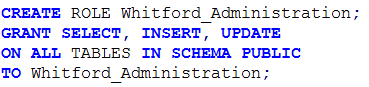 CREATE ROLE Whitford_Administration;
GRANT SELECT, INSERT, UPDATE
ON ALL TABLES IN SCHEMA PUBLIC
TO Whitford_Administration;